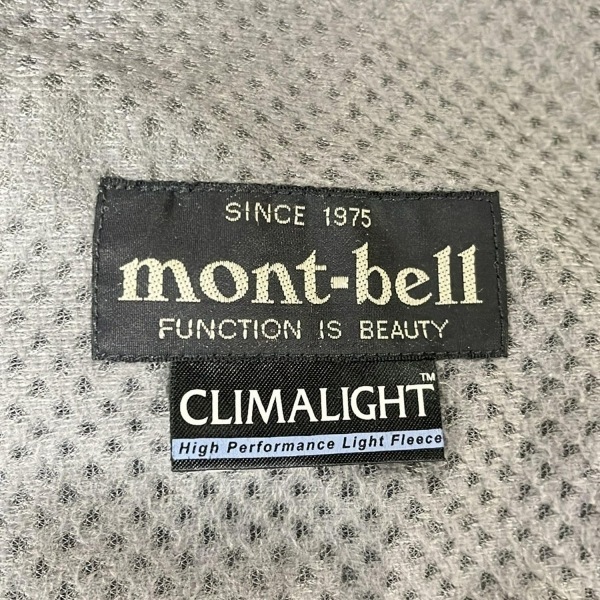 SINCE 1975
mont-bell
FUNCTION IS BEAUTY
CLIMALIGHT™
High Performance Light Fleece